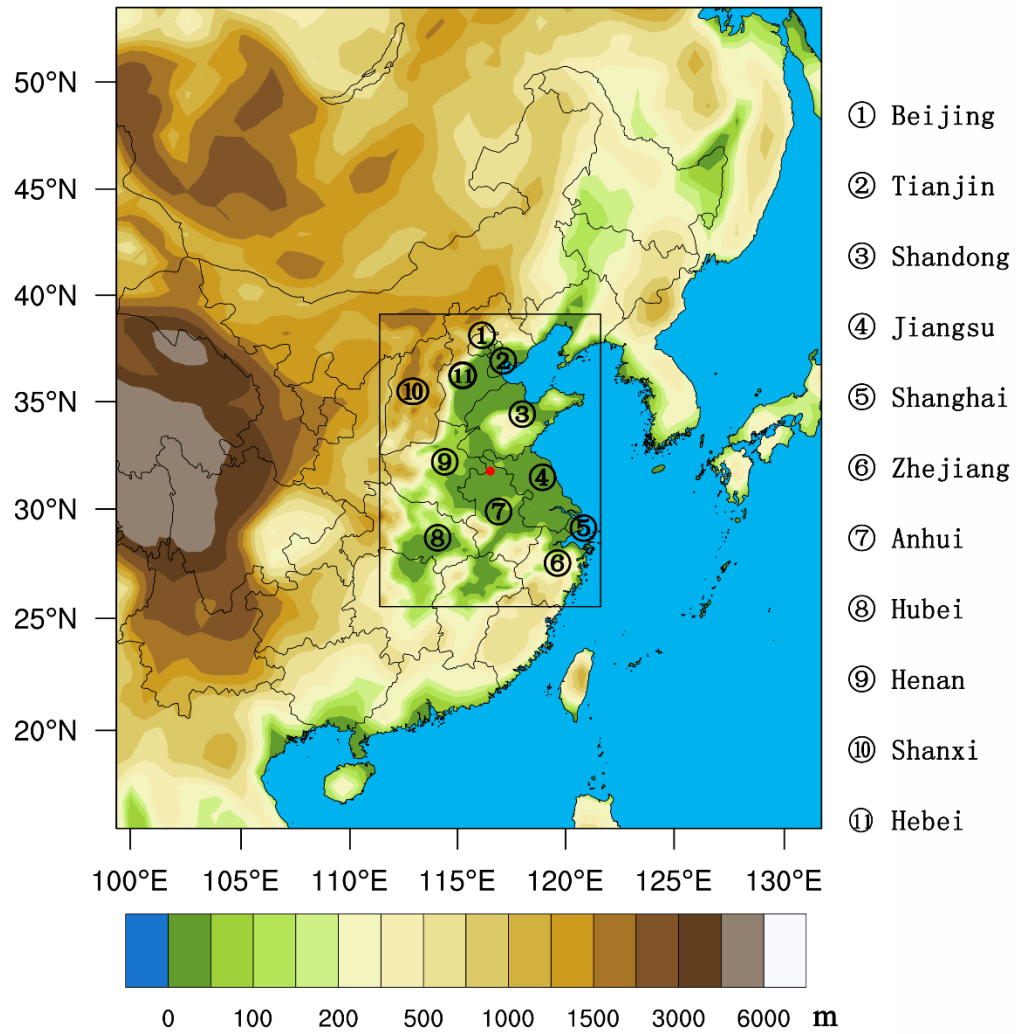 50°N
45°N
40°N
35°N
30°N
25°N
20°N
100°E 105°E 110°E 115°E 120°E 125°E 130°E
① Beijing
② Tianjin
③ Shandong
④ Jiangsu
⑤ Shanghai
⑥ Zhejiang
⑦ Anhui
⑧ Hubei
⑨ Henan
⑩ Shanxi
⑪ Hebei
①
②
⑪
⑩
③
⑨
④
⑦
⑤
⑧
⑥
0 100 200 500 1000 1500 3000 6000 m